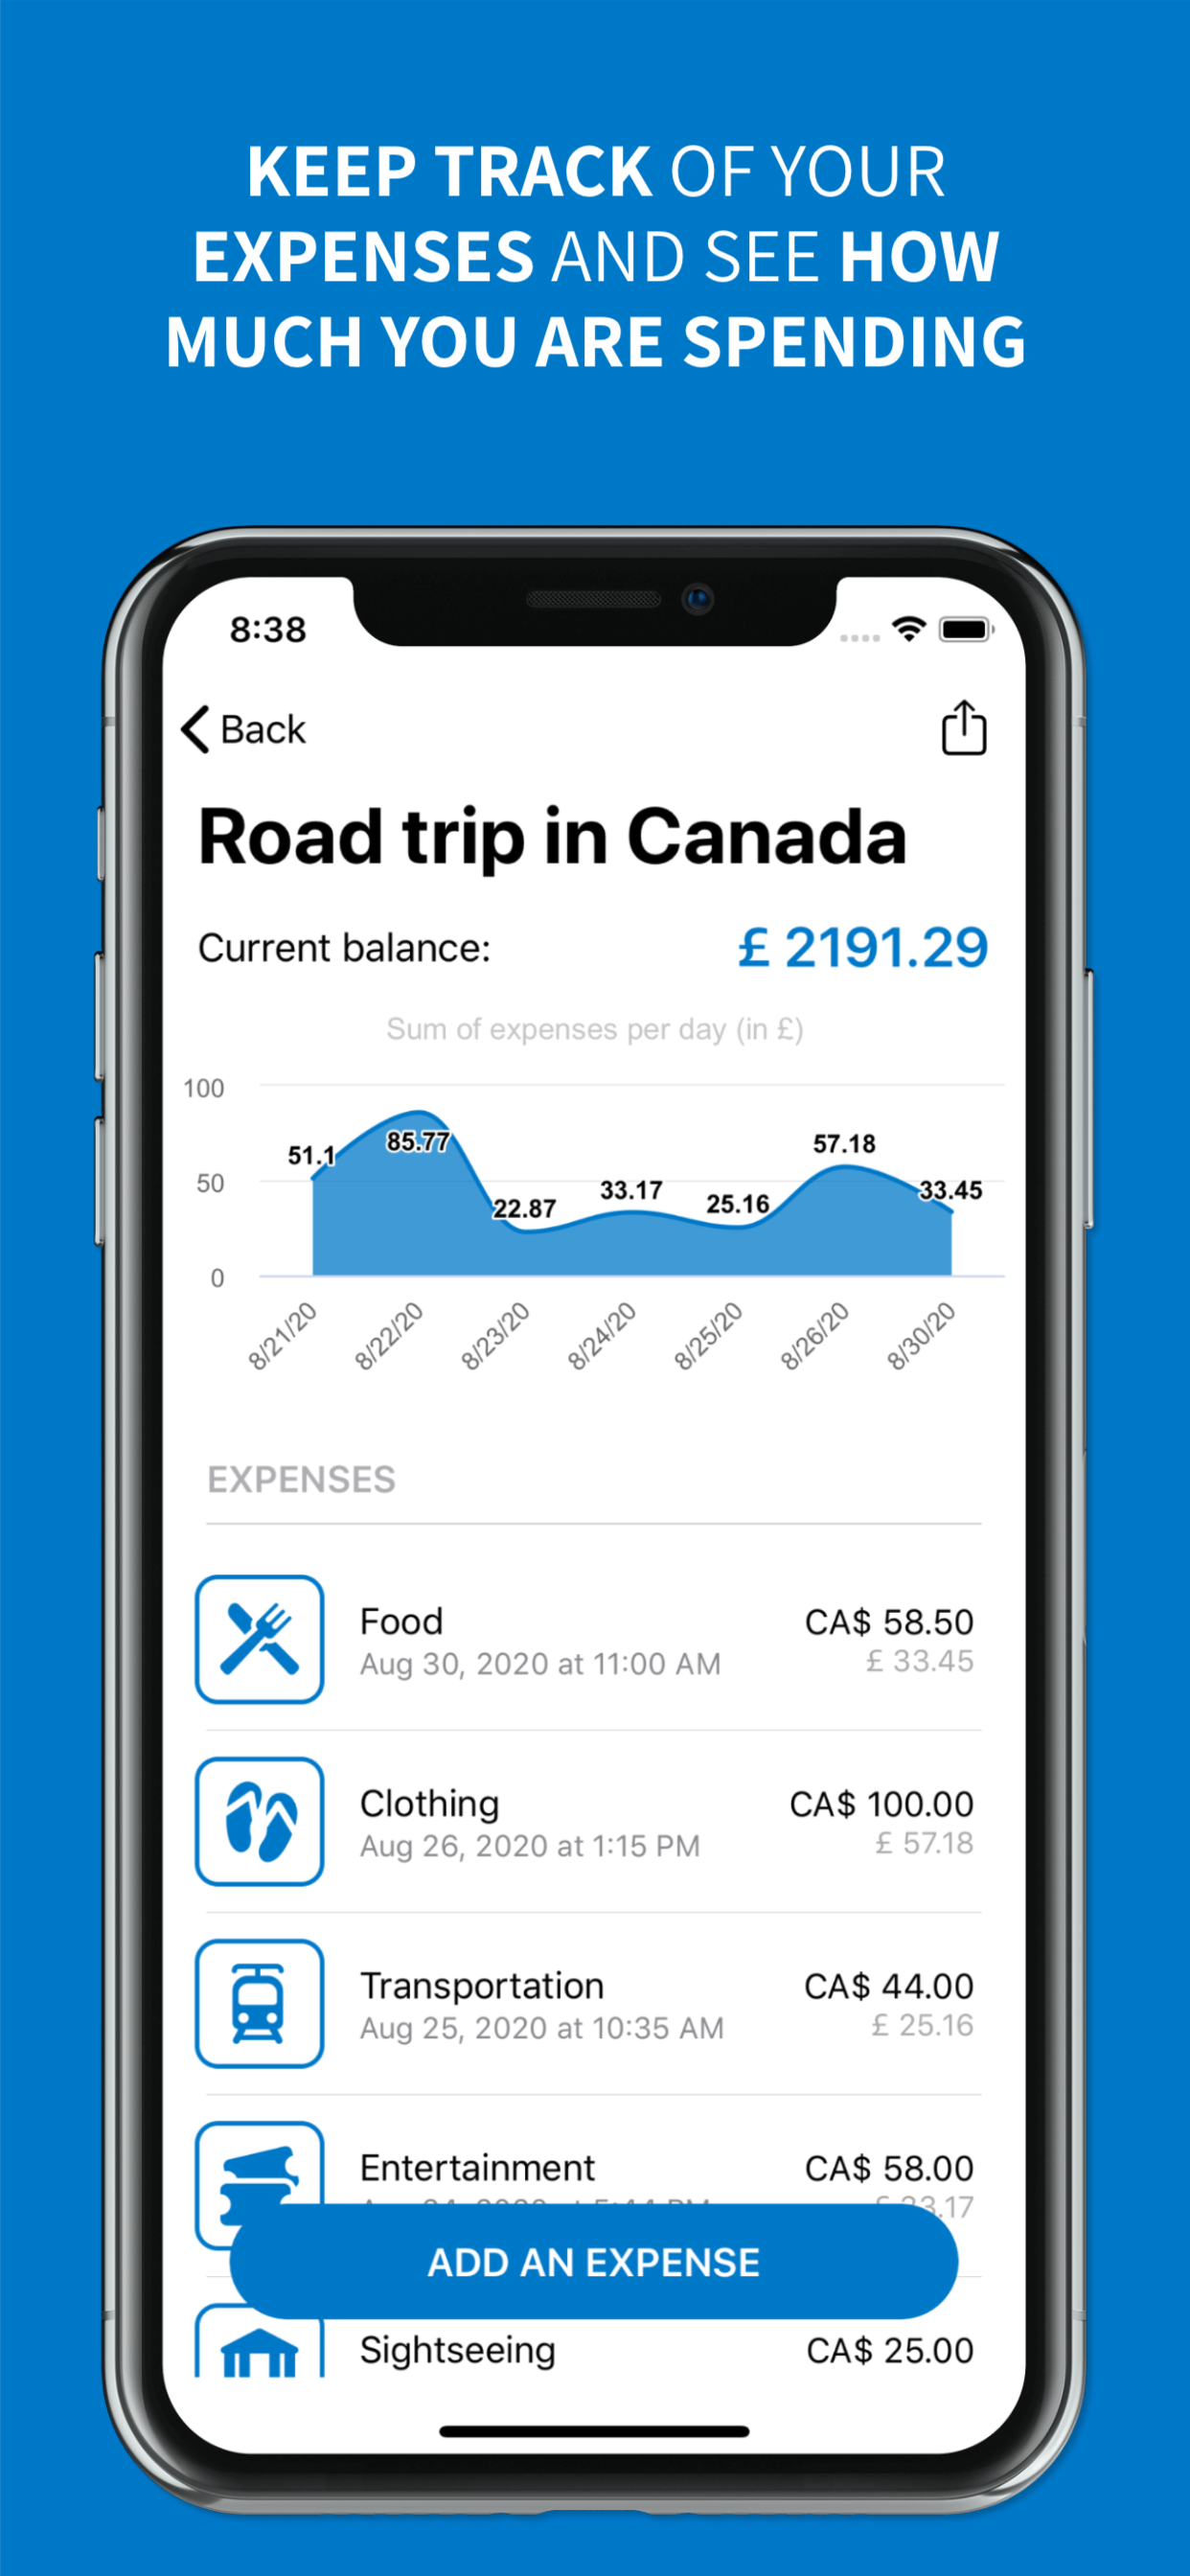 KEEP TRACK OF YOUR
EXPENSES AND SEE HOW
MUCH YOU ARE SPENDING
8:38
Back
Road trip in Canada
Current balance:
£ 2191.29
Sum of expenses per day (in £)
100
50
0
51.1
85.77
22.87
33.17
25.16
57.18
33.45
8/21/20
8/22/20
8/23/20
8/24/20
8/25/20
8/26/20
8/30/20
EXPENSES
Food
CA$ 58.50
Aug 30, 2020 at 11:00 AM
£ 33.45
Clothing
CA$ 100.00
Aug 26, 2020 at 1:15 PM
£ 57.18
Transportation
CA$ 44.00
Aug 25, 2020 at 10:35 AM
£ 25.16
Entertainment
CA$ 58.00
£ 33.17
ADD AN EXPENSE
Sightseeing
CA$ 25.00